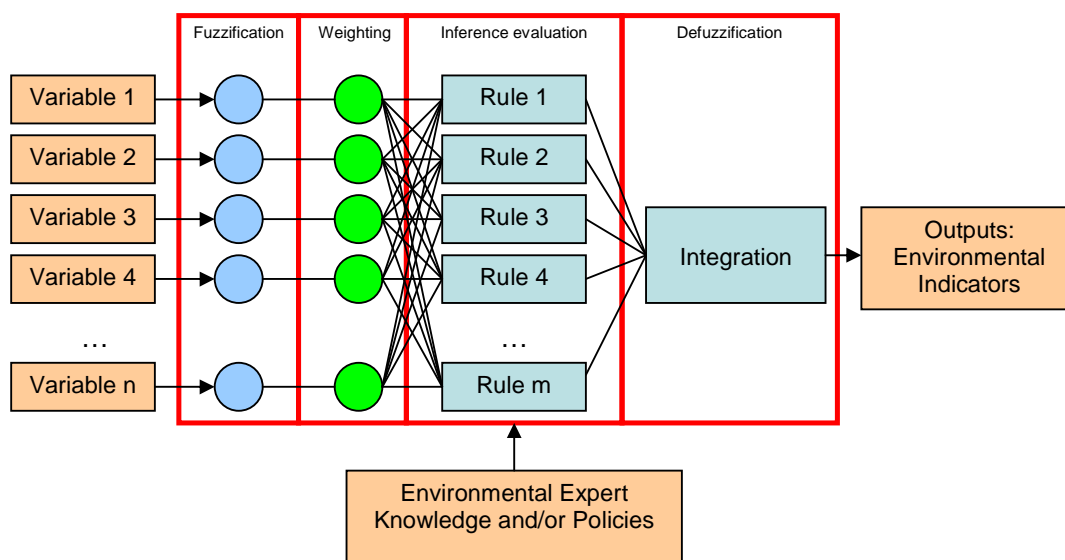 Fuzzification
Weighting
Inference evaluation
Defuzzification
Variable 1
Variable 2
Variable 3
Variable 4
...
Variable n
Rule 1
Rule 2
Rule 3
Rule 4
...
Rule m
Integration
Outputs:
Environmental
Indicators
Environmental Expert
Knowledge and/or Policies